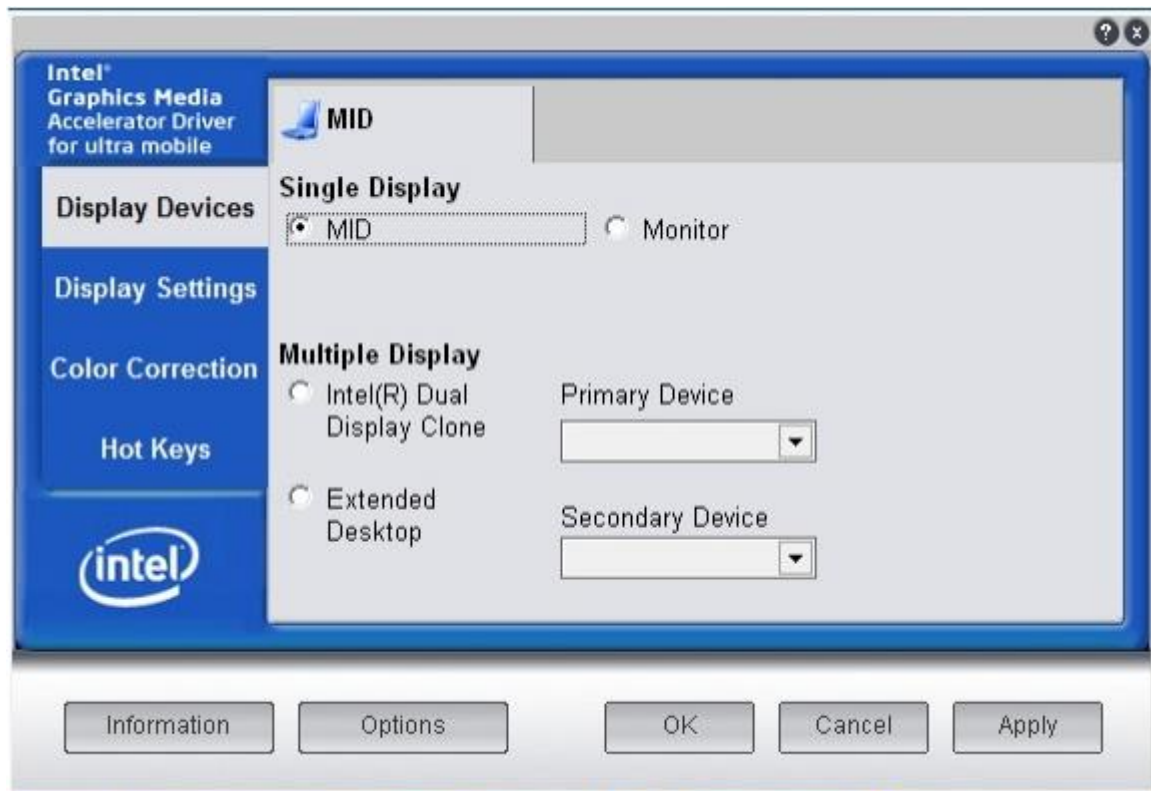 Intel®
Graphics Media
Accelerator Driver
for ultra mobile
MID
Display Devices
Display Settings
Color Correction
Hot Keys
intel
Single Display
MID
Monitor
Multiple Display
Intel(R) Dual
Display Clone
Primary Device
Extended
Desktop
Secondary Device
Information
Options
OK
Cancel
Apply